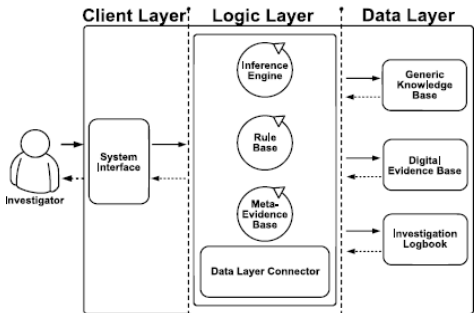 Client Layer
Logic Layer
Data Layer
Inference
Engine
Generic
Knowledge
Base
System
Interface
Rule
Base
Digital
Evidence Base
Investigator
Meta-
Evidence
Base
Investigation
Logbook
Data Layer Connector